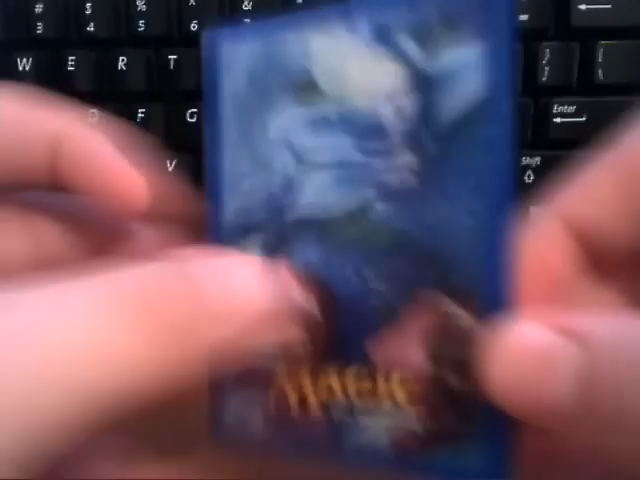 # $ % ^ &
3 4 5 6 =
W E R T } ]
D F G Enter
V Shift
MAGIC